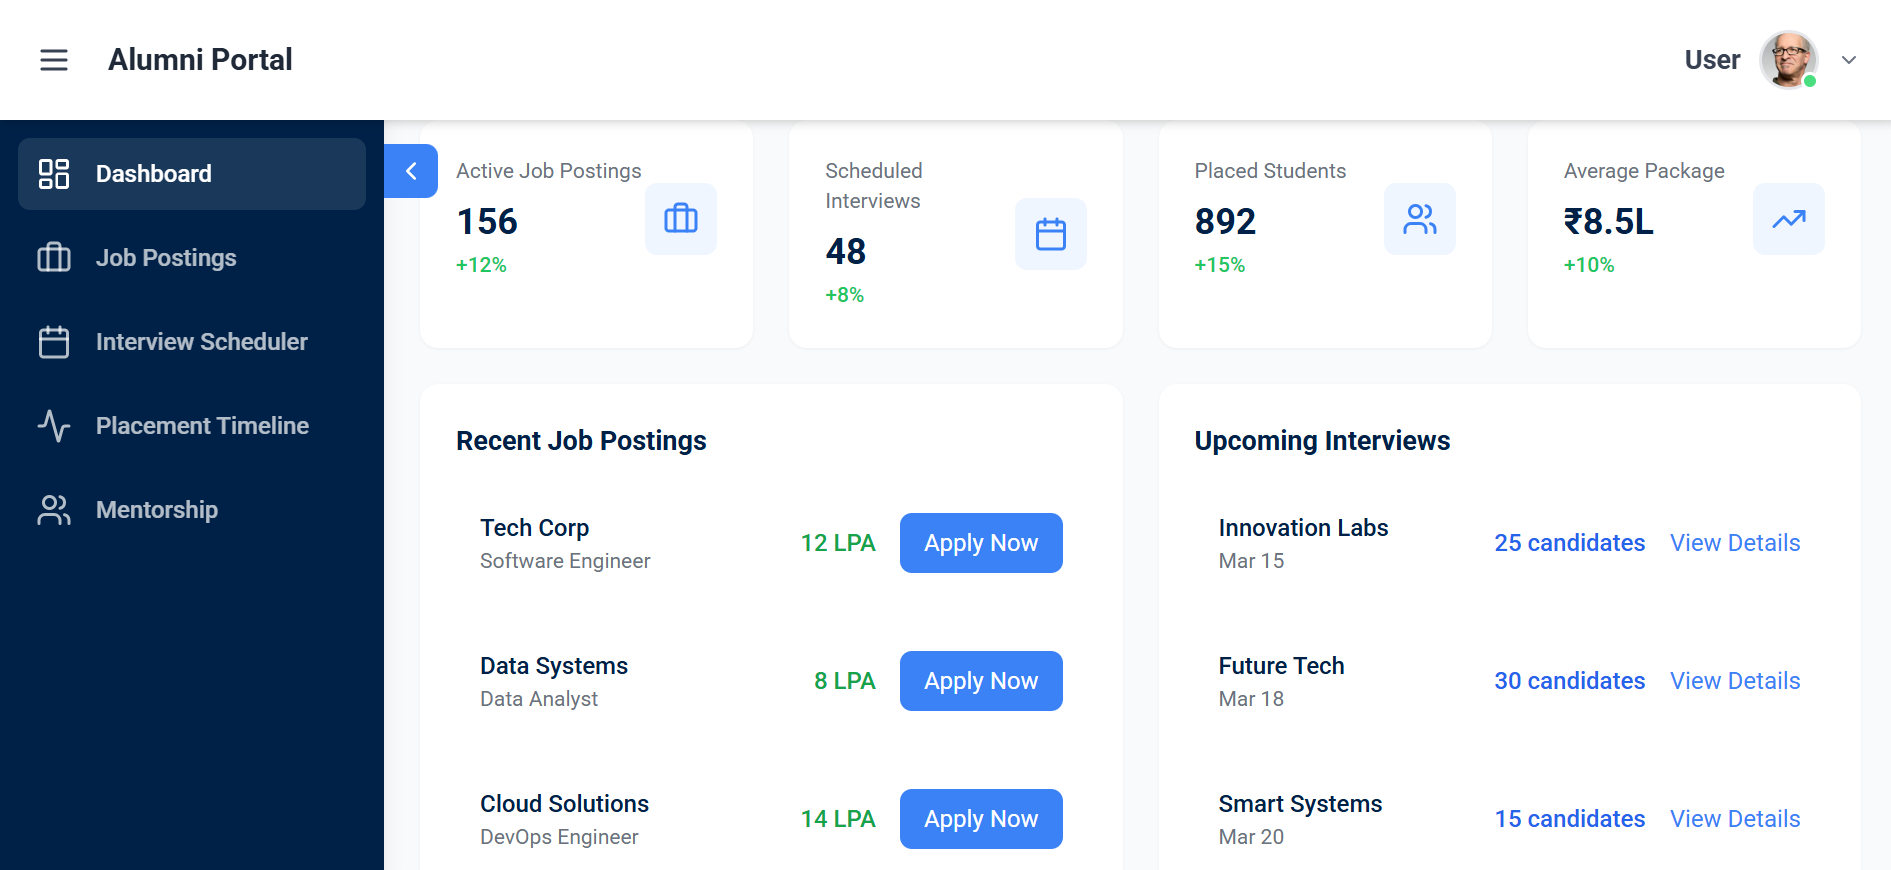 Alumni Portal
User
Dashboard
Job Postings
Interview Scheduler
Placement Timeline
Mentorship
Active Job Postings
156
+12%
Scheduled
Interviews
48
+8%
Placed Students
892
+15%
Average Package
₹8.5L
+10%
Recent Job Postings
Tech Corp
Software Engineer
12 LPA
Apply Now
Data Systems
Data Analyst
8 LPA
Apply Now
Cloud Solutions
DevOps Engineer
14 LPA
Apply Now
Upcoming Interviews
Innovation Labs
Mar 15
25 candidates
View Details
Future Tech
Mar 18
30 candidates
View Details
Smart Systems
Mar 20
15 candidates
View Details